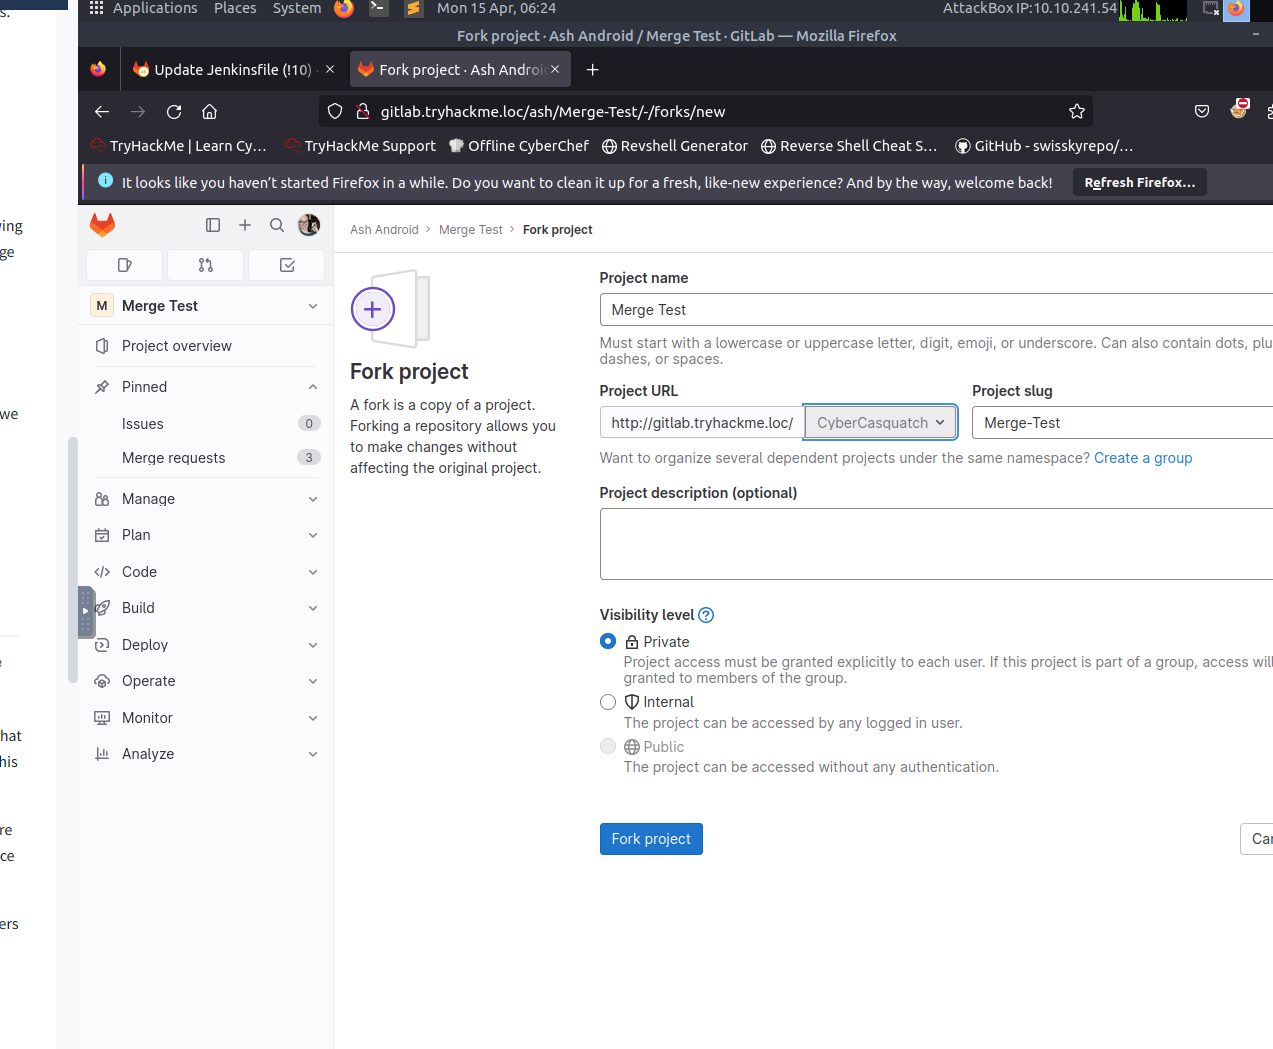 s.
Applications Places System Mon 15 Apr, 06:24 AttackBox IP:10.10.241.54
Fork project · Ash Android / Merge Test · GitLab — Mozilla Firefox
Update Jenkinsfile (!10) · × Fork project · Ash Androi × +
gitlab.tryhackme.loc/ash/Merge-Test/-/forks/new
TryHackMe | Learn Cy… TryHackMe Support Offline CyberChef Revshell Generator Reverse Shell Cheat S… GitHub - swisskyrepo/…
It looks like you haven’t started Firefox in a while. Do you want to clean it up for a fresh, like-new experience? And by the way, welcome back! Refresh Firefox…
ving
ge
we
e
hat
his
re
ce
ers
M Merge Test
Project overview
Pinned
Issues 0
Merge requests 3
Manage
Plan
Code
Build
Deploy
Operate
Monitor
Analyze
Ash Android › Merge Test › Fork project
Fork project
A fork is a copy of a project.
Forking a repository allows you
to make changes without
affecting the original project.
Project name
Merge Test
Must start with a lowercase or uppercase letter, digit, emoji, or underscore. Can also contain dots, plu
dashes, or spaces.
Project URL Project slug
http://gitlab.tryhackme.loc/ CyberCasquatch Merge-Test
Want to organize several dependent projects under the same namespace? Create a group
Project description (optional)
Visibility level ?
Private
Project access must be granted explicitly to each user. If this project is part of a group, access will
granted to members of the group.
Internal
The project can be accessed by any logged in user.
Public
The project can be accessed without any authentication.
Fork project Can